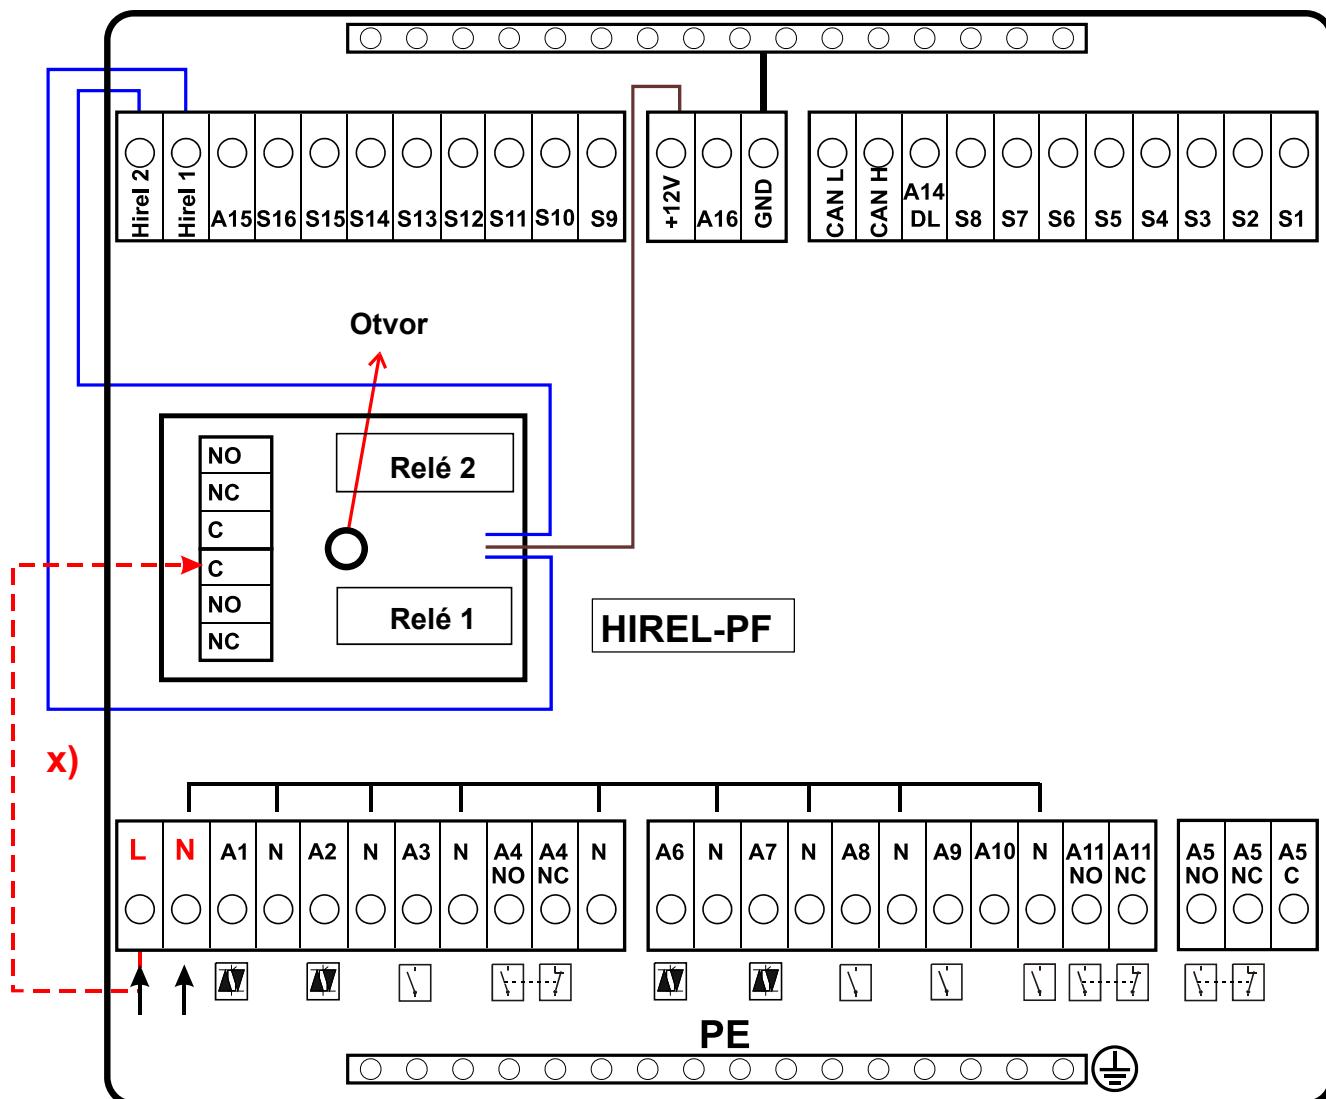 Hirel 2 Hirel 1 A15 S16 S15 S14 S13 S12 S11 S10 S9
+12V A16 GND
CAN L CAN H A14 DL S8 S7 S6 S5 S4 S3 S2 S1
Otvor
NO
NC
C
C
NO
NC
Relé 2
Relé 1
HIREL-PF
x)
L N A1 N A2 N A3 N A4 NO A4 NC N
A6 N A7 N A8 N A9 A10 N A11 NO A11 NC
A5 NO A5 NC A5 C
PE